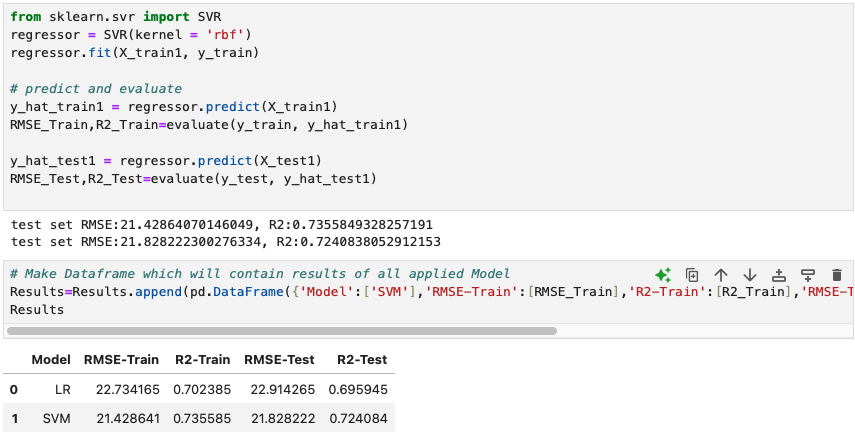 from sklearn.svr import SVR
regressor = SVR(kernel = 'rbf')
regressor.fit(X_train1, y_train)
# predict and evaluate
y_hat_train1 = regressor.predict(X_train1)
RMSE_Train,R2_Train=evaluate(y_train, y_hat_train1)
y_hat_test1 = regressor.predict(X_test1)
RMSE_Test,R2_Test=evaluate(y_test, y_hat_test1)
test set RMSE:21.42864070146049, R2:0.7355849328257191
test set RMSE:21.828222300276334, R2:0.7240838052912153
# Make Dataframe which will contain results of all applied Model
Results=Results.append(pd.DataFrame({'Model':['SVM'],'RMSE-Train':[RMSE_Train],'R2-Train':[R2_Train],'RMSE-T
Results
Model RMSE-Train R2-Train RMSE-Test R2-Test
0 LR 22.734165 0.702385 22.914265 0.695945
1 SVM 21.428641 0.735585 21.828222 0.724084